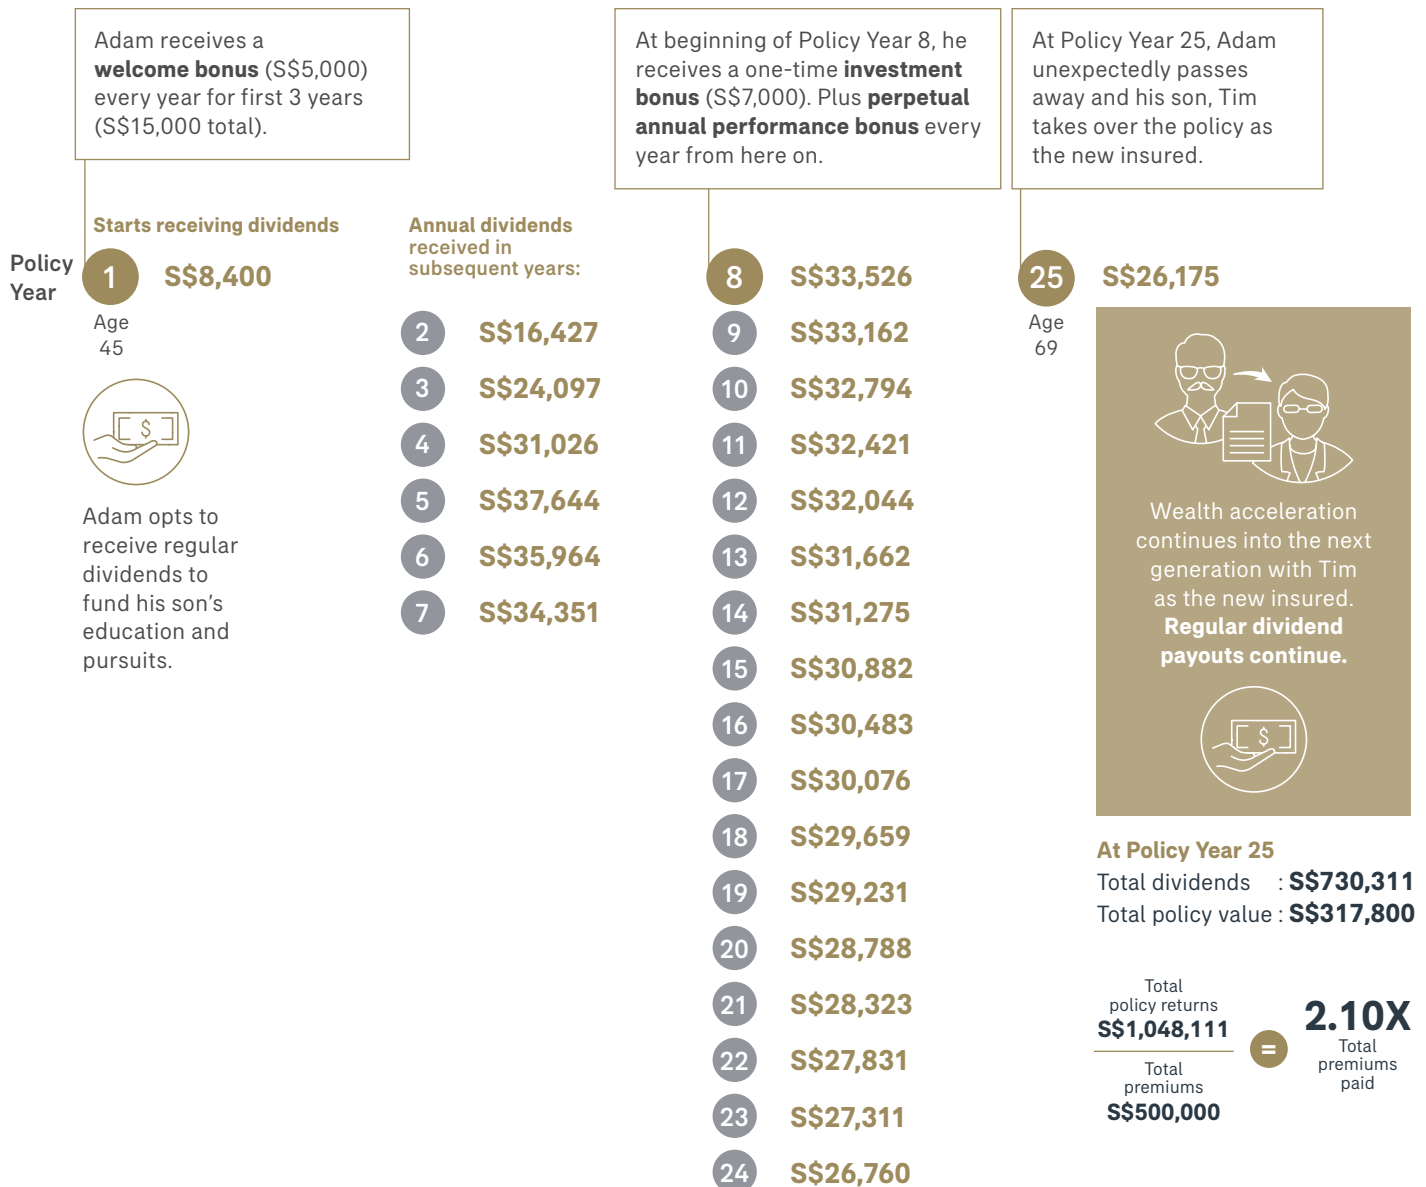 Adam receives a
welcome bonus (S$5,000)
every year for first 3 years
(S$15,000 total).
At beginning of Policy Year 8, he
receives a one-time investment
bonus (S$7,000). Plus perpetual
annual performance bonus every
year from here on.
At Policy Year 25, Adam
unexpectedly passes
away and his son, Tim
takes over the policy as
the new insured.
Policy
Year
Starts receiving dividends
1 S$8,400
Age
45
$
Adam opts to
receive regular
dividends to
fund his son's
education and
pursuits.
Annual dividends
received in
subsequent years:
2 S$16,427
3 S$24,097
4 S$31,026
5 S$37,644
6 S$35,964
7 S$34,351
8 S$33,526
9 S$33,162
10 S$32,794
11 S$32,421
12 S$32,044
13 S$31,662
14 S$31,275
15 S$30,882
16 S$30,483
17 S$30,076
18 S$29,659
19 S$29,231
20 S$28,788
21 S$28,323
22 S$27,831
23 S$27,311
24 S$26,760
25 S$26,175
Age
69
Wealth acceleration
continues into the next
generation with Tim
as the new insured.
Regular dividend
payouts continue.
$
At Policy Year 25
Total dividends : S$730,311
Total policy value : S$317,800
Total
policy returns
S$1,048,111
Total
premiums
S$500,000
=
2.10X
Total
premiums
paid